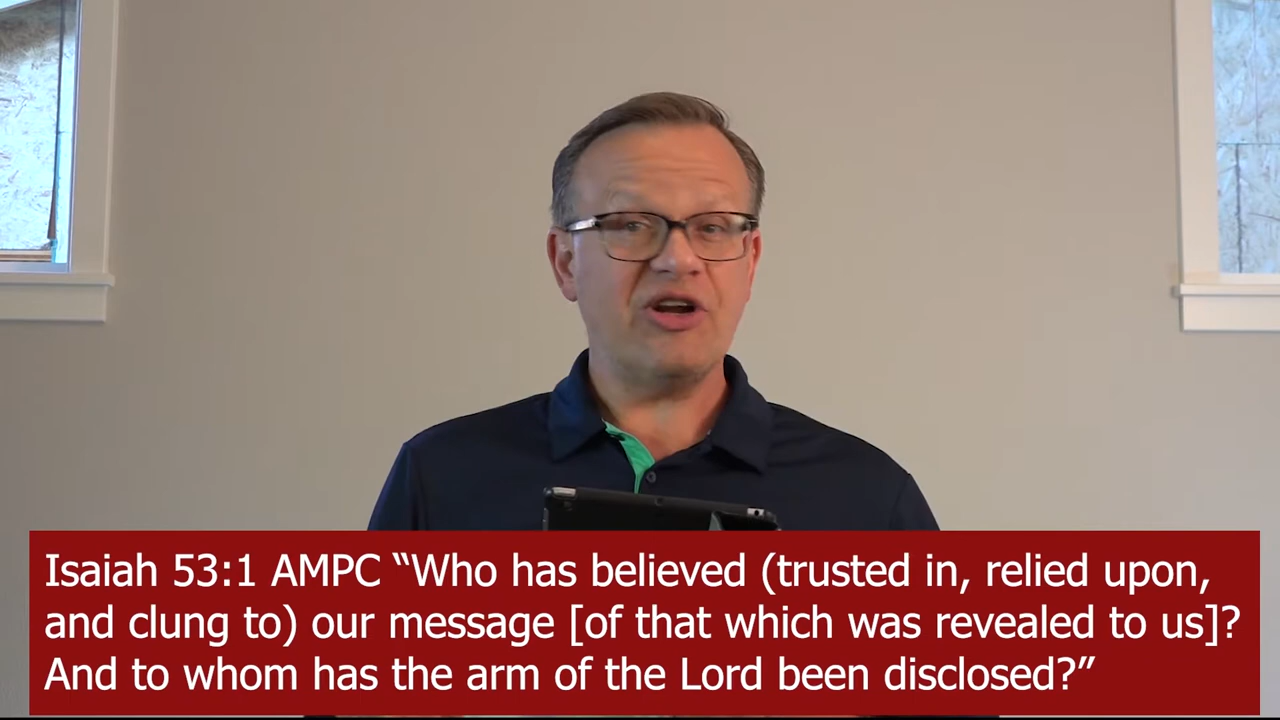 Isaiah 53:1 AMPC “Who has believed (trusted in, relied upon,
and clung to) our message [of that which was revealed to us]?
And to whom has the arm of the Lord been disclosed?”